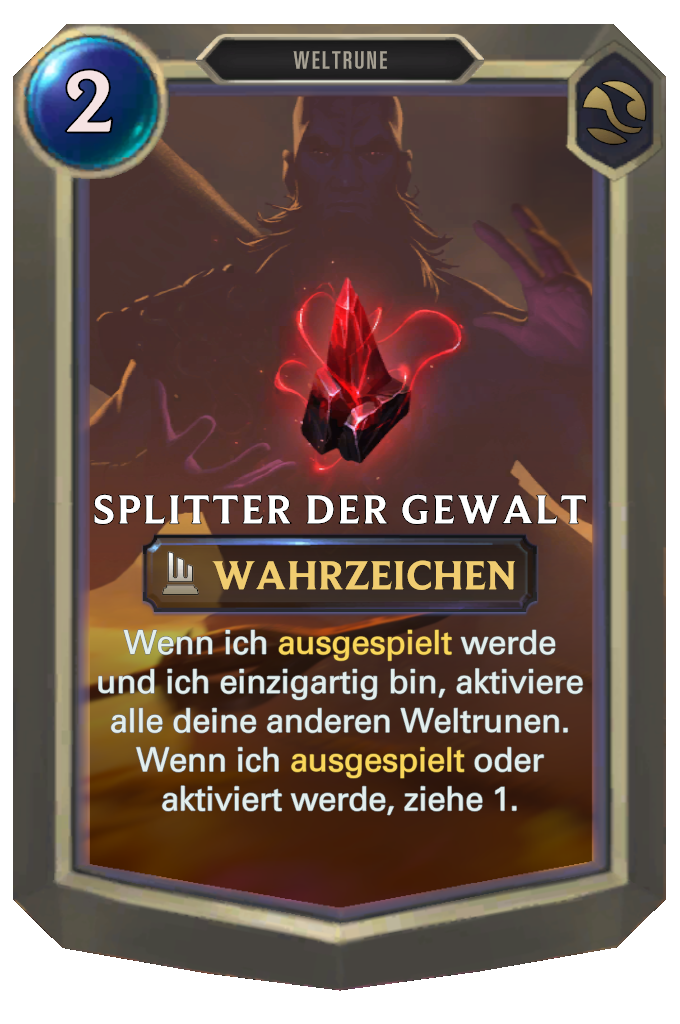 WELTRUNE
2
SPLITTER DER GEWALT
WAHRZEICHEN
Wenn ich ausgespielt werde
und ich einzigartig bin, aktiviere
alle deine anderen Weltrunen.
Wenn ich ausgespielt oder
aktiviert werde, ziehe 1.